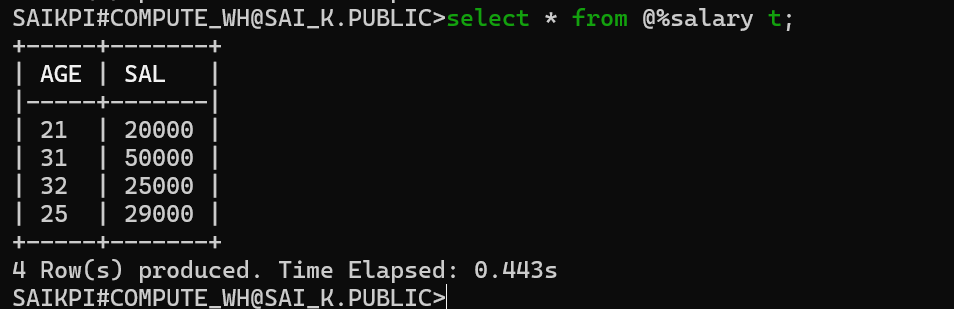 SAIKPI#COMPUTE_WH@SAI_K.PUBLIC>select * from @%salary t;
+-----+-------+
| AGE | SAL   |
|-----+-------|
| 21  | 20000 |
| 31  | 50000 |
| 32  | 25000 |
| 25  | 29000 |
+-----+-------+
4 Row(s) produced. Time Elapsed: 0.443s
SAIKPI#COMPUTE_WH@SAI_K.PUBLIC>